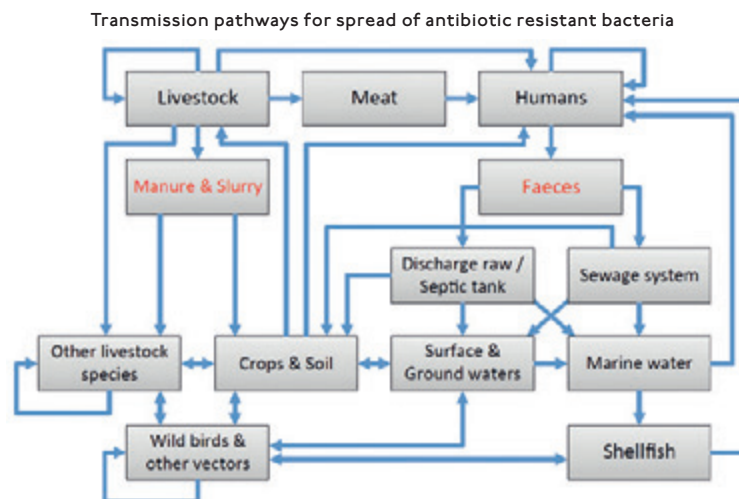 Transmission pathways for spread of antibiotic resistant bacteria
Livestock
Meat
Humans
Manure & Slurry
Faeces
Discharge raw /
Septic tank
Sewage system
Other livestock
species
Crops & Soil
Surface &
Ground waters
Marine water
Wild birds &
other vectors
Shellfish